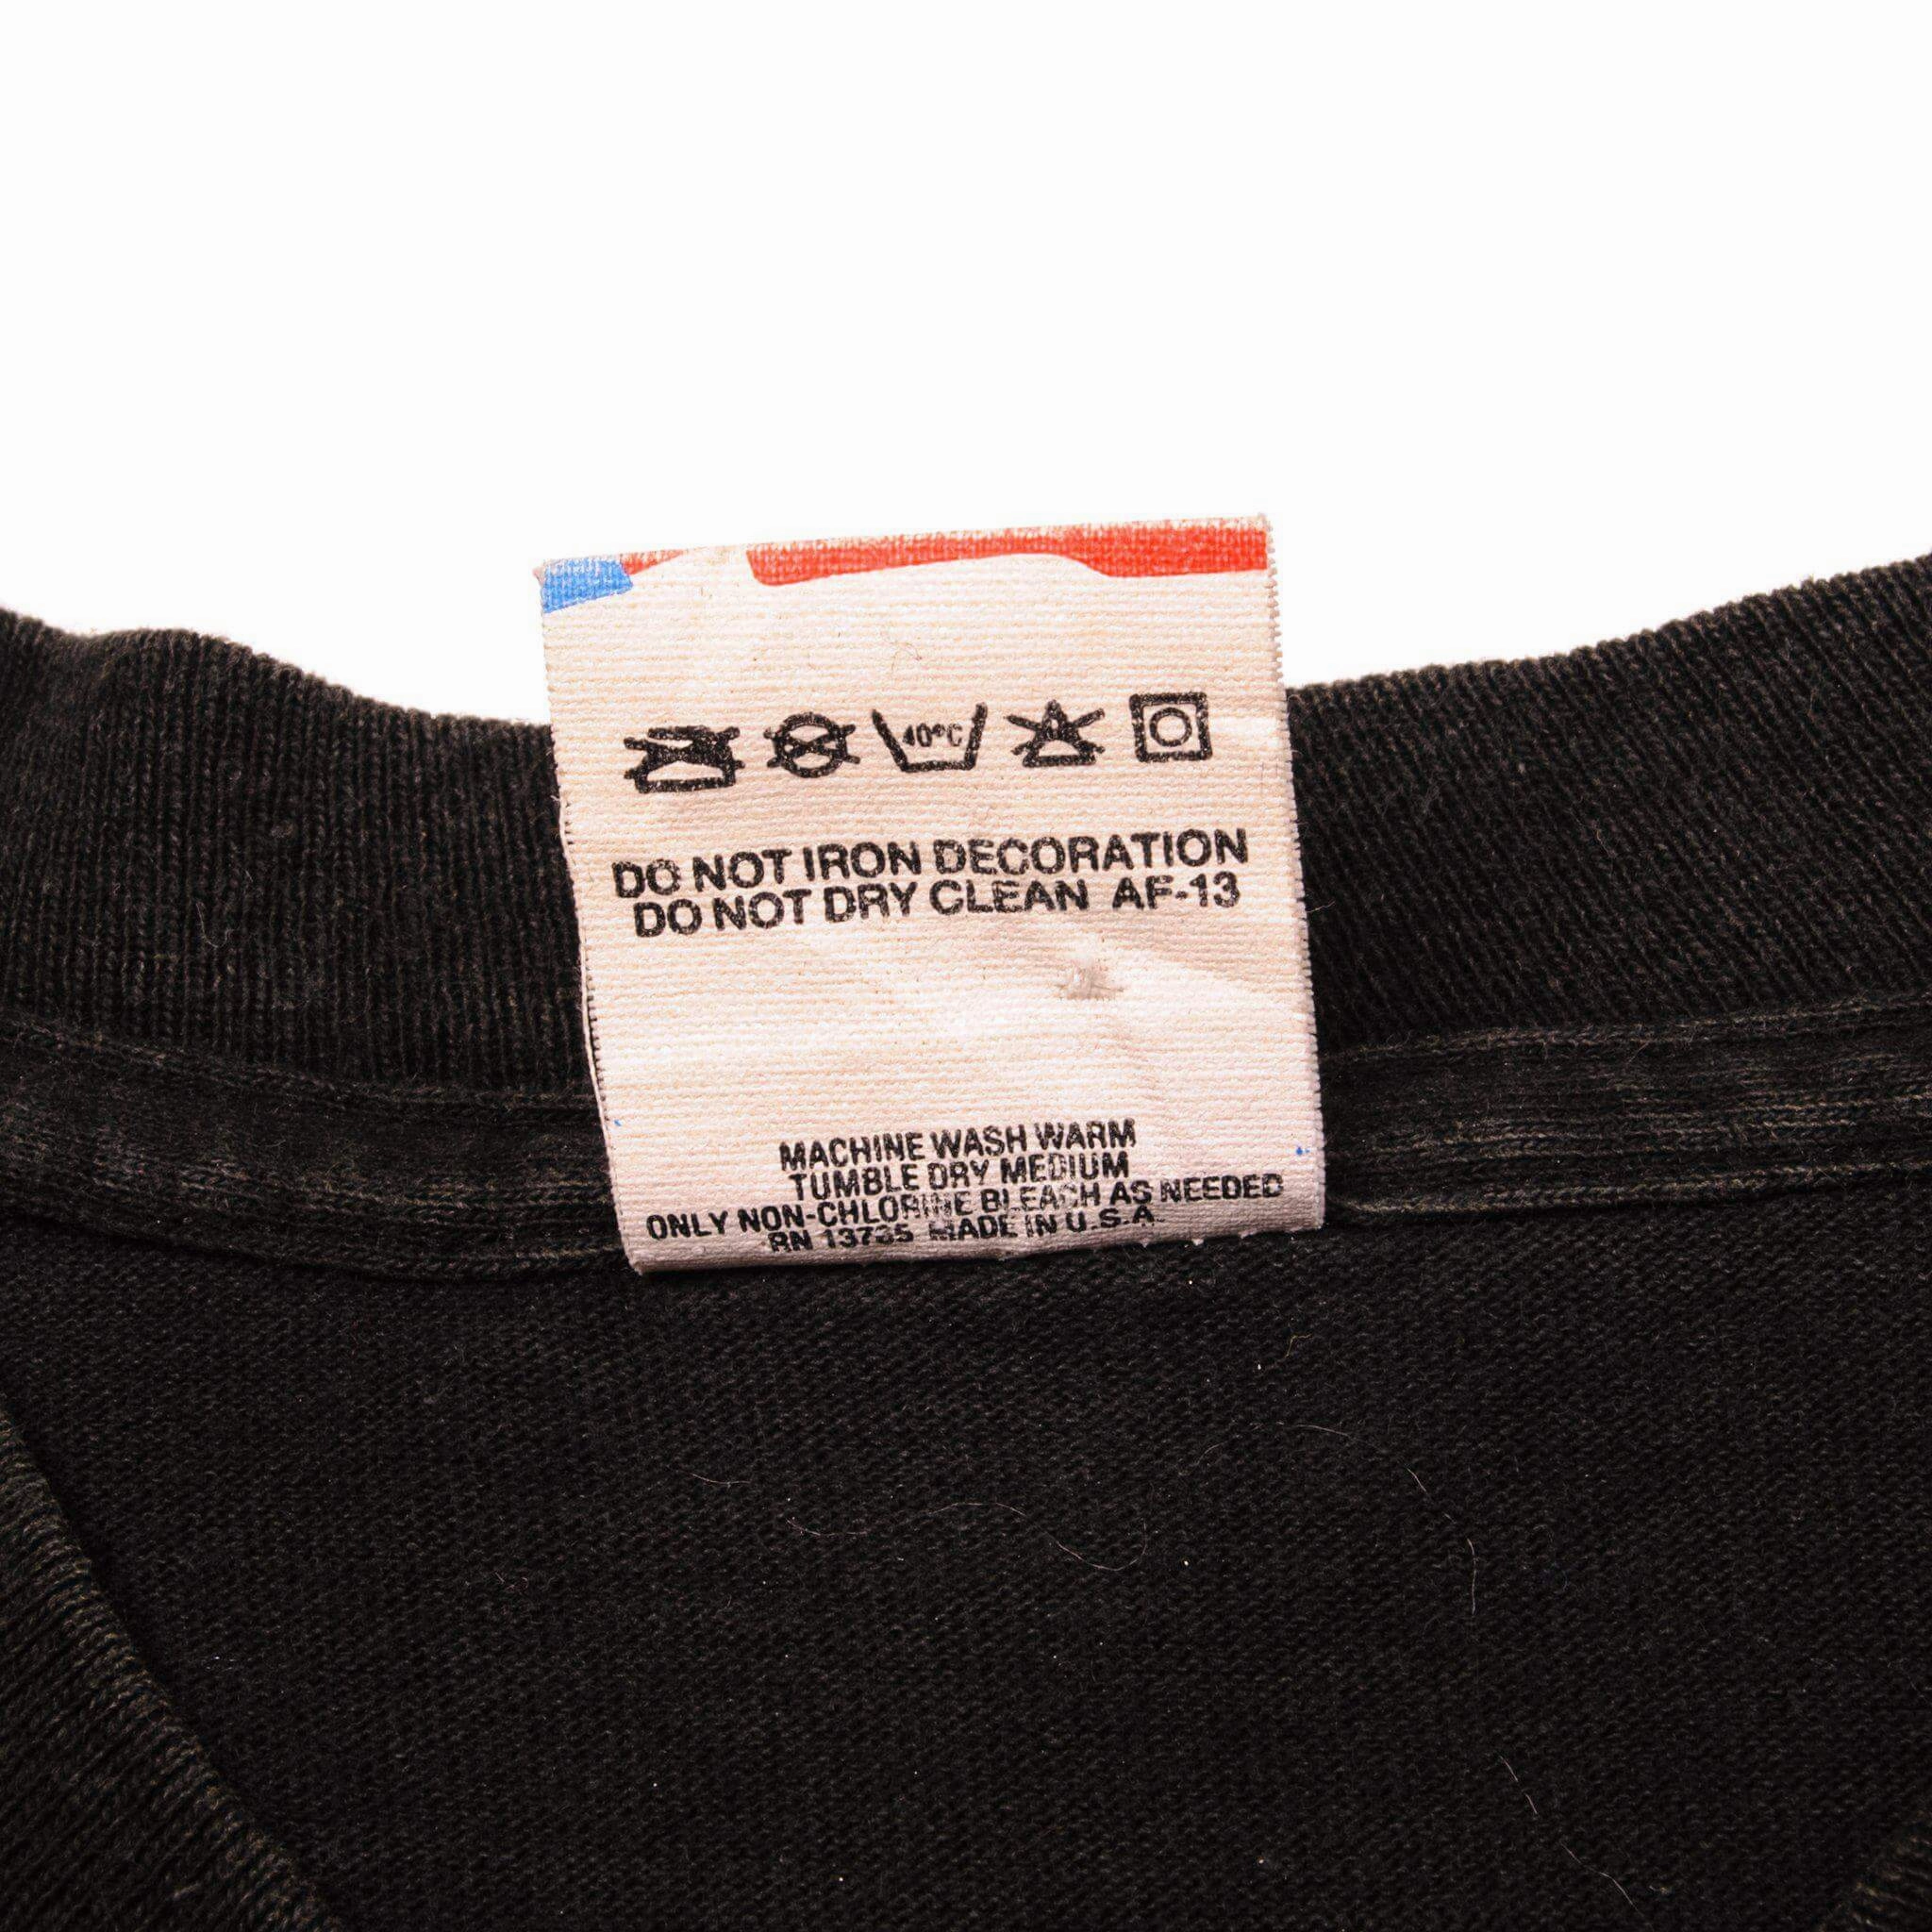 40°C
DO NOT IRON DECORATION
DO NOT DRY CLEAN AF-13
MACHINE WASH WARM
TUMBLE DRY MEDIUM
ONLY NON-CHLORINE BLEACH AS NEEDED
RN 13735 MADE IN U.S.A.